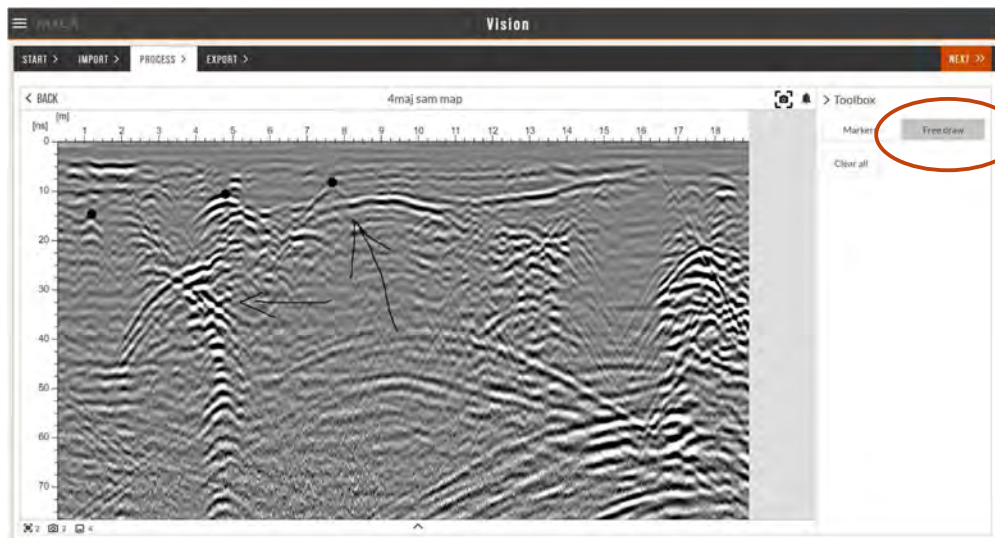 Vision
START > IMPORT > PROCESS > EXPORT > NEXT >>
< BACK 4maj sam map > Toolbox
[m]
[ns] 1 2 3 4 5 6 7 8 9 10 11 12 13 14 15 16 17 18
Marker Free draw
0
Clear all
10
20
30
40
50
60
70
2 3 4